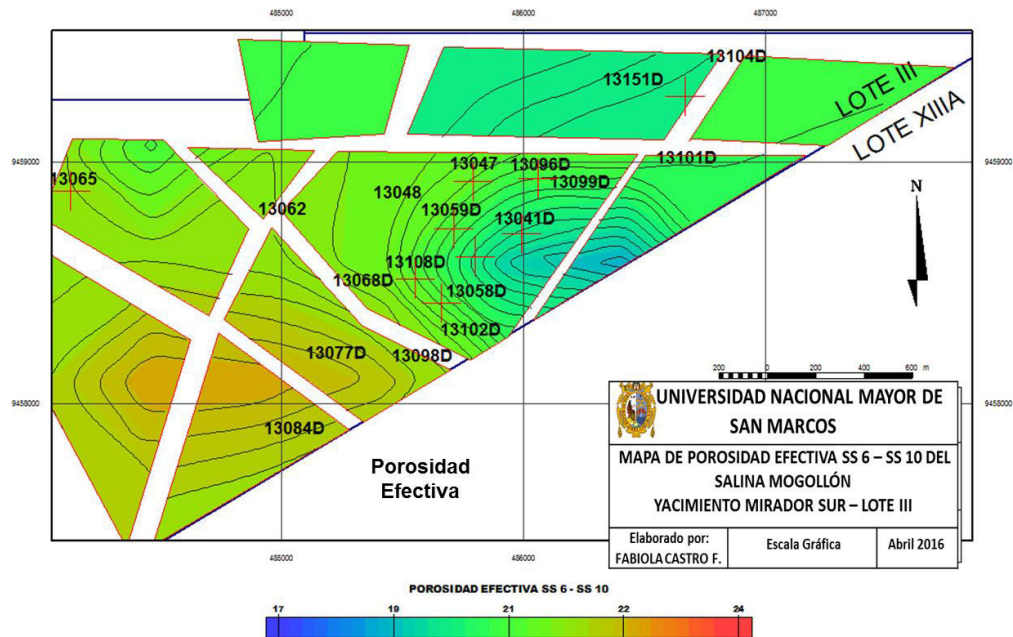 485000
486000
487000
13104D
13151D
LOTE III
LOTE XIIIA
9459000
9459000
13101D
13047
13096D
13065
13099D
13048
N
13062
13059D
13041D
13108D
13068D
13058D
13102D
13077D
13098D
200
0
200
400
600
m
9458000
9458000
13084D
Porosidad
Efectiva
UNIVERSIDAD NACIONAL MAYOR DE
SAN MARCOS
MAPA DE POROSIDAD EFECTIVA SS 6 – SS 10 DEL
SALINA MOGOLLÓN
YACIMIENTO MIRADOR SUR – LOTE III
Elaborado por:
FABIOLA CASTRO F.
Escala Gráfica
Abril 2016
485000
486000
POROSIDAD EFECTIVA SS 6 - SS 10
17
19
21
22
24